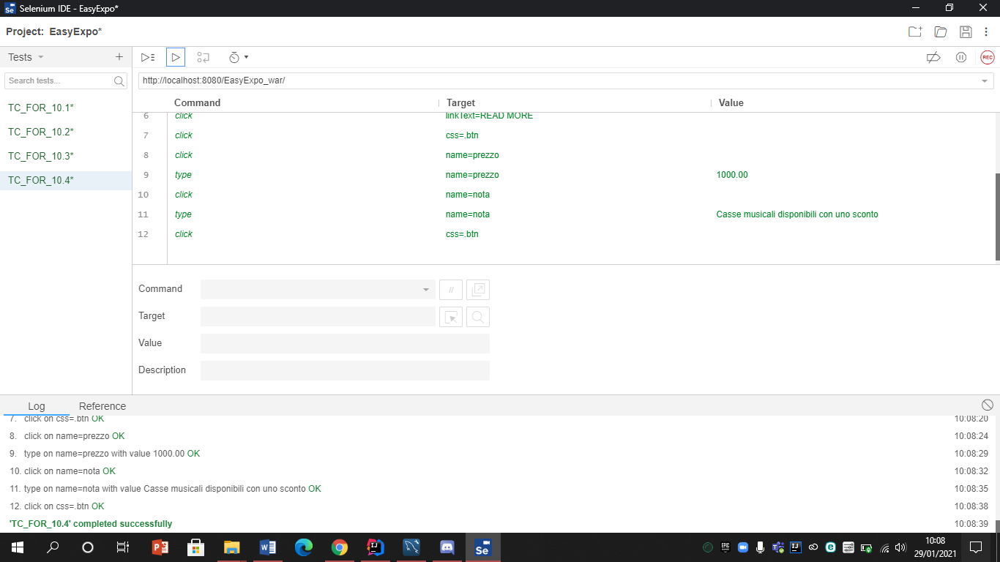 Selenium IDE - EasyExpo*
Project: EasyExpo*
Tests
Search tests...
TC_FOR_10.1*
TC_FOR_10.2*
TC_FOR_10.3*
TC_FOR_10.4*
REC
http://localhost:8080/EasyExpo_war/
Command Target Value
6 click linkText=READ MORE
7 click css=.btn
8 click name=prezzo
9 type name=prezzo 1000.00
10 click name=nota
11 type name=nota Casse musicali disponibili con uno sconto
12 click css=.btn
Command
//
Target
Value
Description
Log Reference
7. click on css=.btn OK 10:08:20
8. click on name=prezzo OK 10:08:24
9. type on name=prezzo with value 1000.00 OK 10:08:29
10. click on name=nota OK 10:08:32
11. type on name=nota with value Casse musicali disponibili con uno sconto OK 10:08:35
12. click on css=.btn OK 10:08:38
'TC_FOR_10.4' completed successfully 10:08:39
10:08
29/01/2021